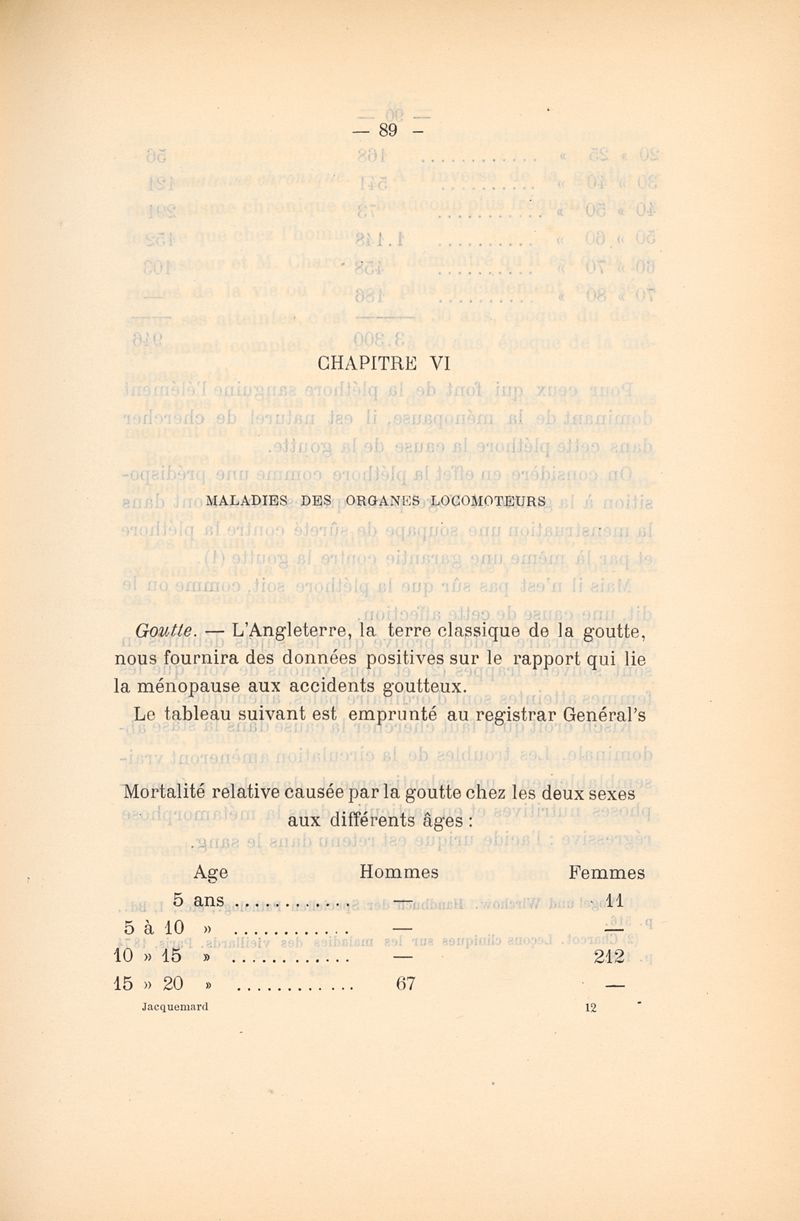 — 89 —
CHAPITRE VI
MALADIES DES ORGANES LOCOMOTEURS
Goutte. — L'Angleterre, la terre classique de la goutte,
nous fournira des données positives sur le rapport qui lie
la ménopause aux accidents goutteux.
Le tableau suivant est emprunté au registrar Genéral's
Mortalité relative causée par la goutte chez les deux sexes
aux différents âges :
Age Hommes Femmes
5 ans ............ — 11
5 à 10 » ............ — —
10 » 15 » ............ — 212
15 » 20 » ............ 67 —
Jacquemard 12